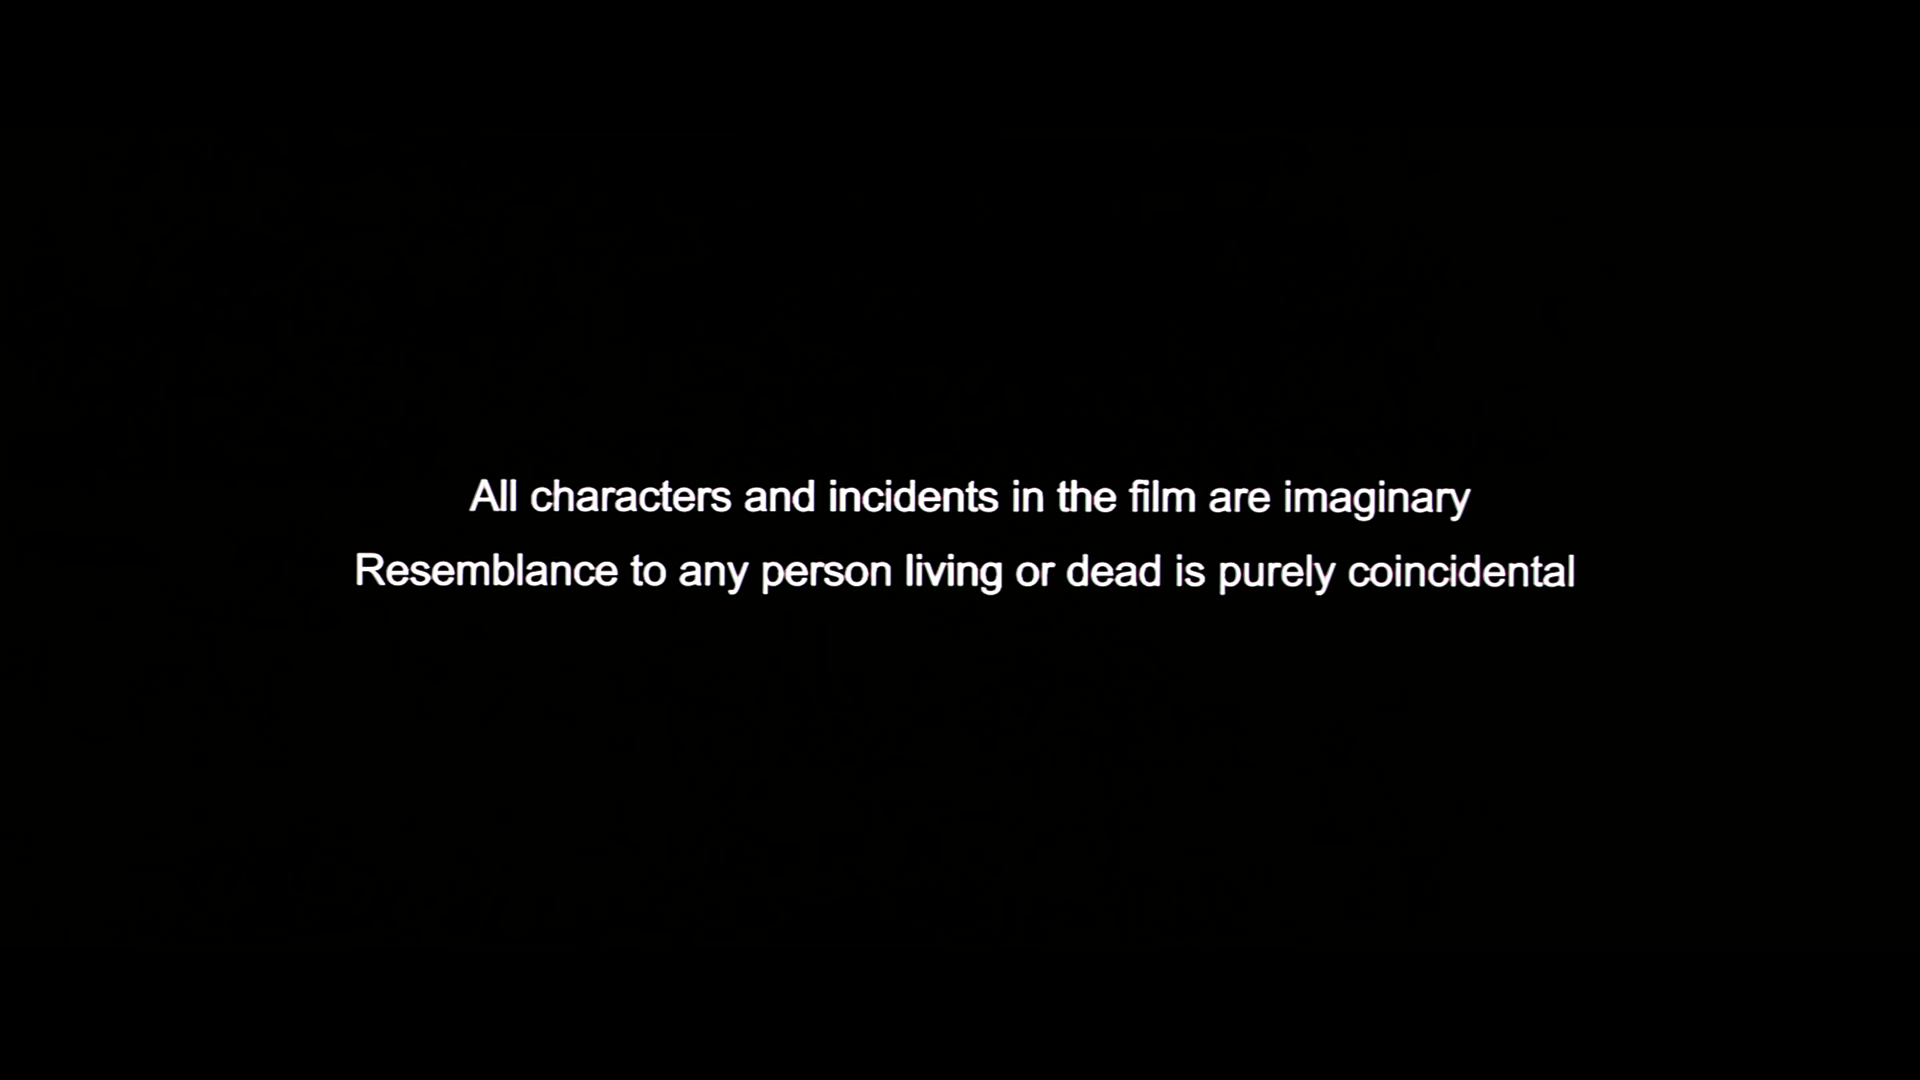 All characters and incidents in the film are imaginary
Resemblance to any person living or dead is purely coincidental